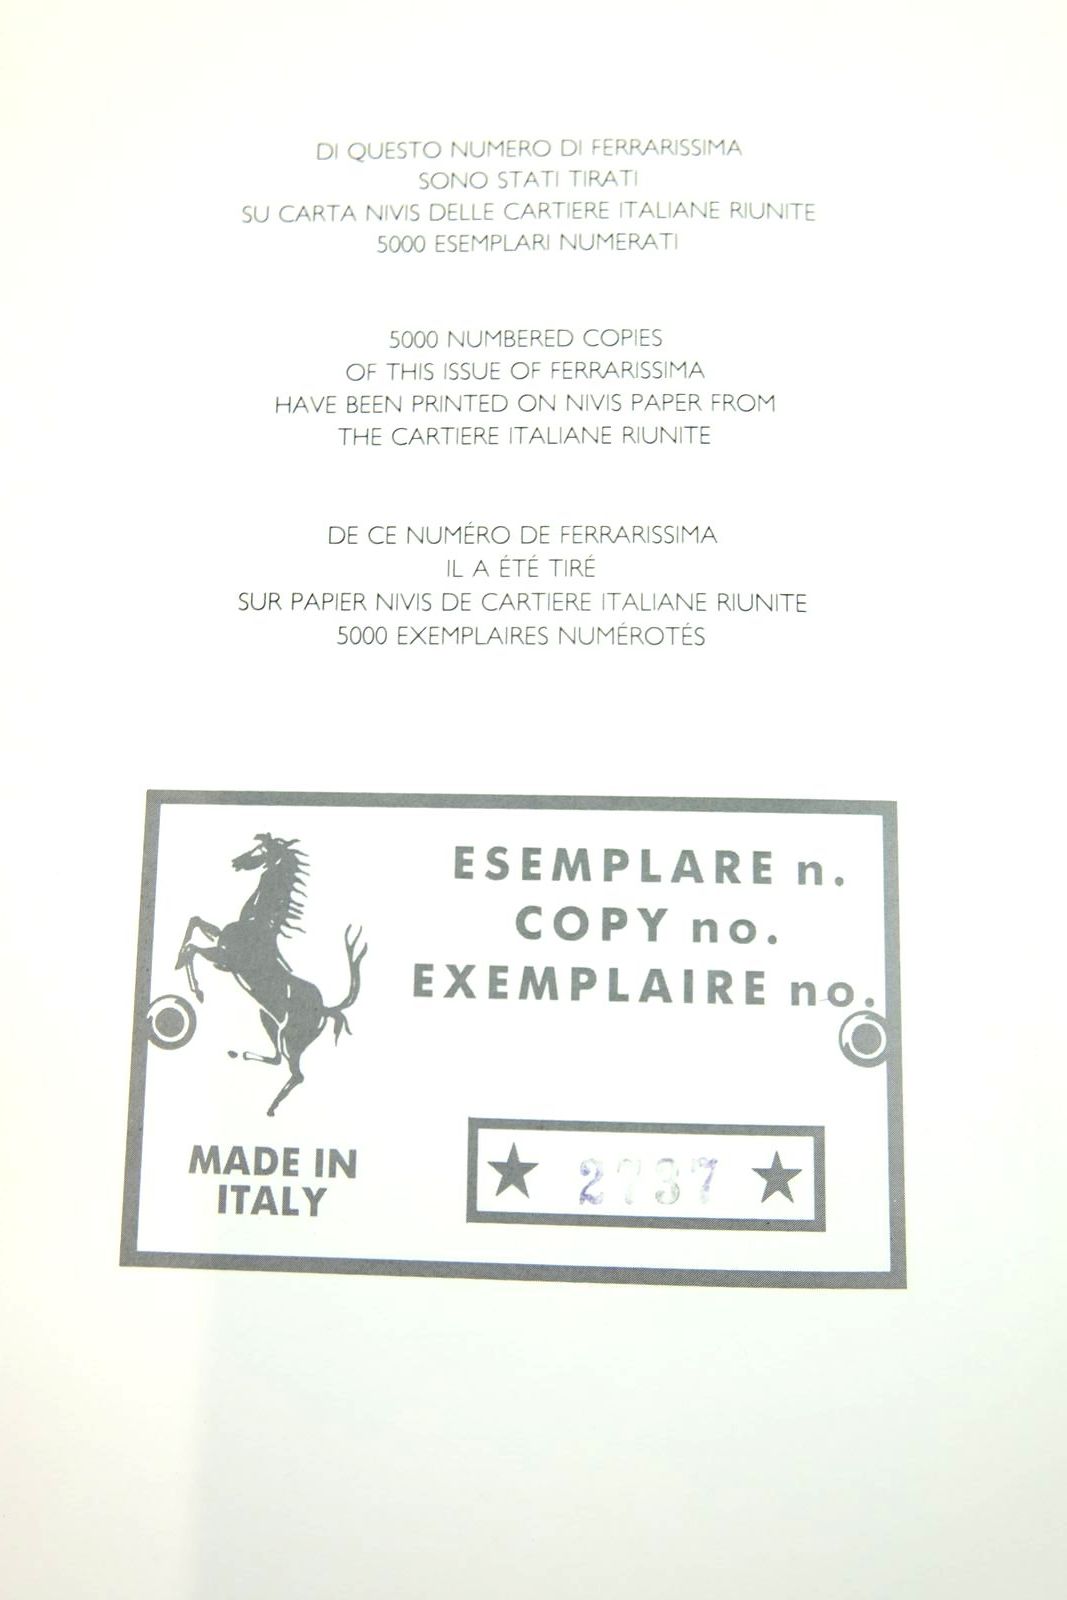 DI QUESTO NUMERO DI FERRARISSIMA
SONO STATI TIRATI
SU CARTA NIVIS DELLE CARTIERE ITALIANE RIUNITE
5000 ESEMPLARI NUMERATI
5000 NUMBERED COPIES
OF THIS ISSUE OF FERRARISSIMA
HAVE BEEN PRINTED ON NIVIS PAPER FROM
THE CARTIERE ITALIANE RIUNITE
DE CE NUMÉRO DE FERRARISSIMA
IL A ÉTÉ TIRÉ
SUR PAPIER NIVIS DE CARTIERE ITALIANE RIUNITE
5000 EXEMPLAIRES NUMÉROTÉS
ESEMPLARE n.
COPY no.
EXEMPLAIRE no.
MADE IN
ITALY
★ 2737 ★